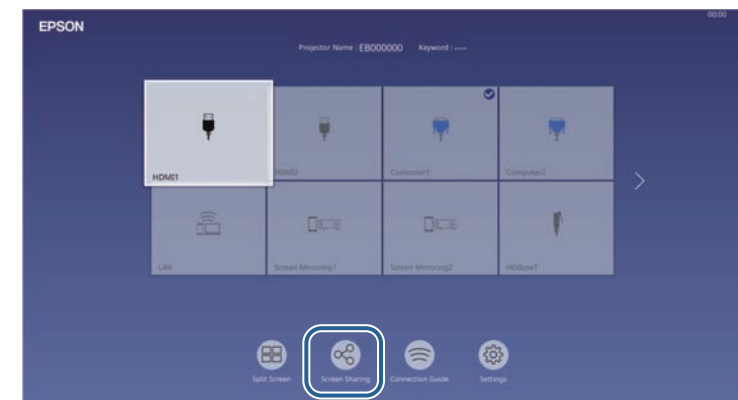 EPSON
00:00
Projector Name : EB000000 Keyword : ----
HDMI1 HDMI2 Computer1 Computer2
LAN Screen Mirroring1 Screen Mirroring2 HDBaseT
Split Screen Screen Sharing Connection Guide Settings